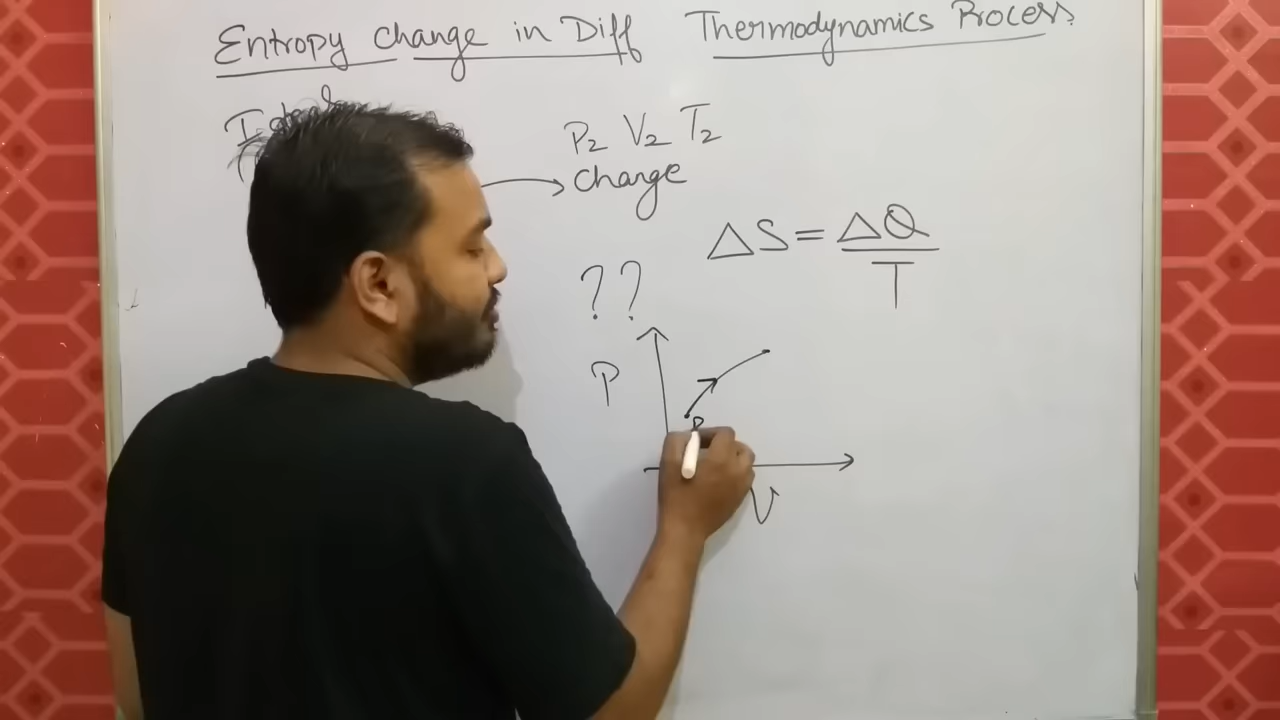 Entropy change in Diff Thermodynamics Process
P2 V2 T2
change
ΔS = ΔQ
T
??
P
P
V